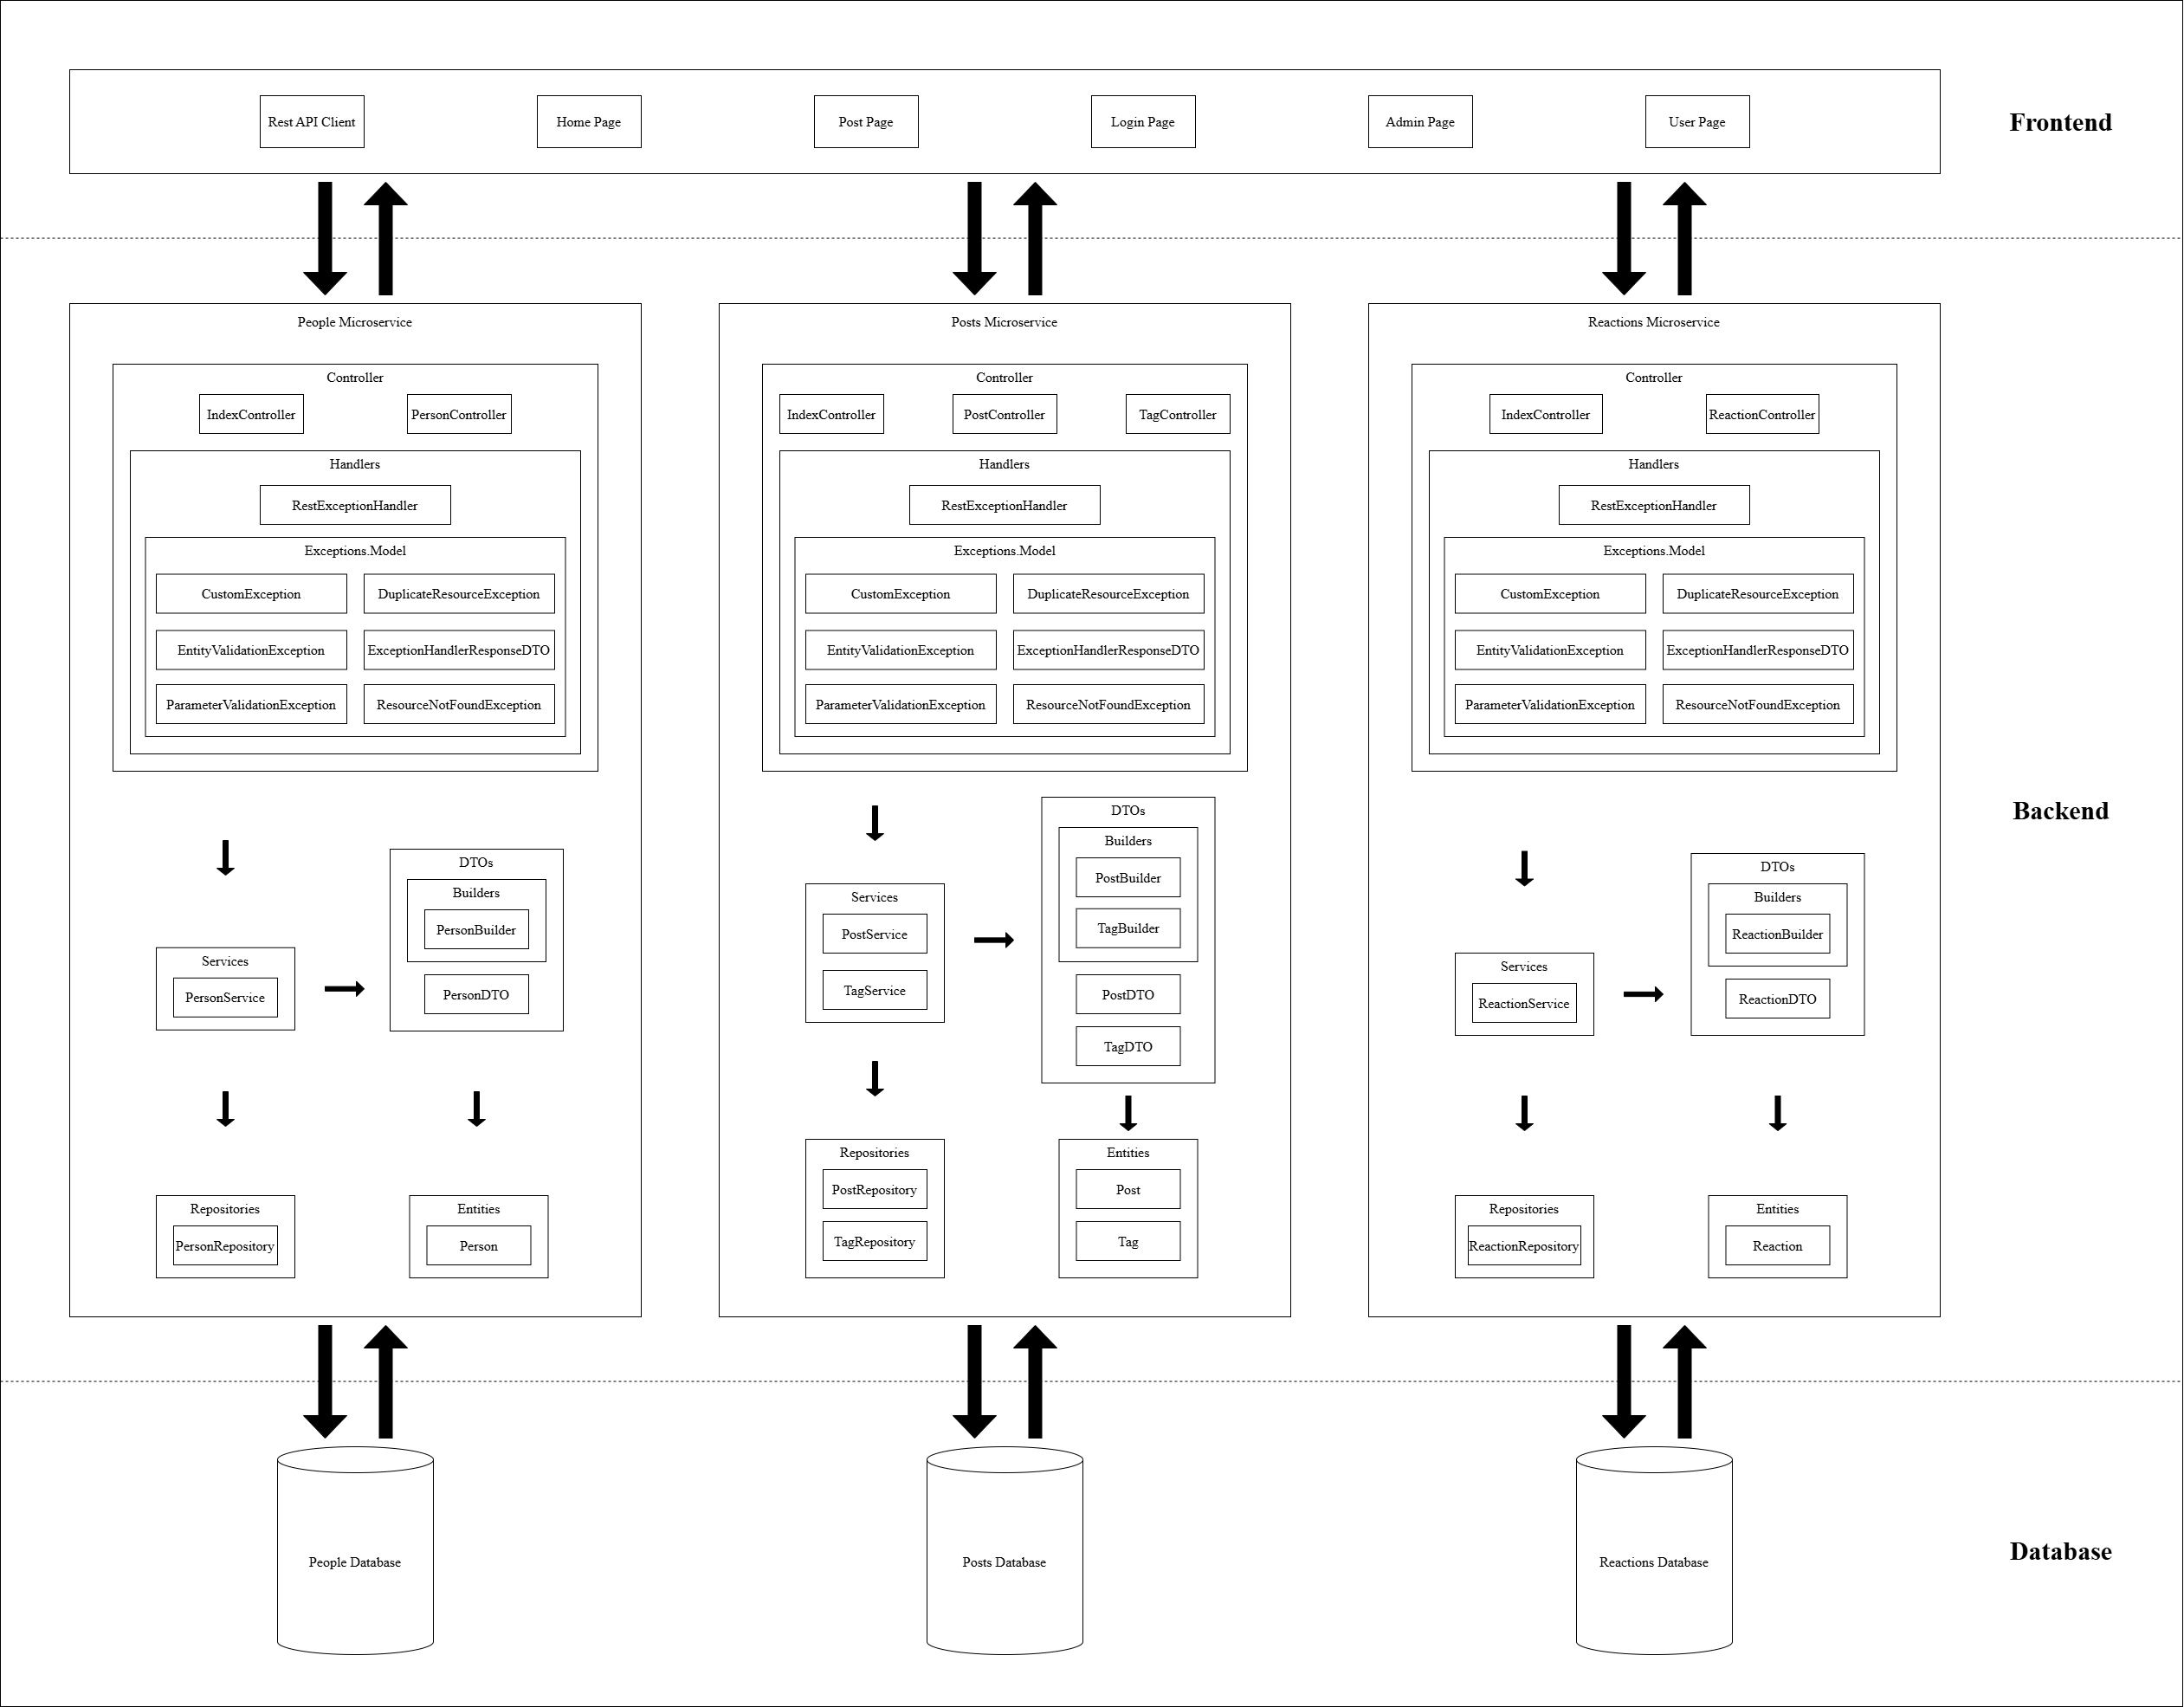 Rest API Client
Home Page
Post Page
Login Page
Admin Page
User Page
Frontend
People Microservice
Controller
IndexController
PersonController
Handlers
RestExceptionHandler
Exceptions.Model
CustomException
DuplicateResourceException
EntityValidationException
ExceptionHandlerResponseDTO
ParameterValidationException
ResourceNotFoundException
DTOs
Builders
PersonBuilder
Services
PersonService
PersonDTO
Repositories
PersonRepository
Entities
Person
Posts Microservice
Controller
IndexController
PostController
TagController
Handlers
RestExceptionHandler
Exceptions.Model
CustomException
DuplicateResourceException
EntityValidationException
ExceptionHandlerResponseDTO
ParameterValidationException
ResourceNotFoundException
DTOs
Builders
PostBuilder
TagBuilder
Services
PostService
TagService
PostDTO
TagDTO
Repositories
PostRepository
TagRepository
Entities
Post
Tag
Reactions Microservice
Controller
IndexController
ReactionController
Handlers
RestExceptionHandler
Exceptions.Model
CustomException
DuplicateResourceException
EntityValidationException
ExceptionHandlerResponseDTO
ParameterValidationException
ResourceNotFoundException
DTOs
Builders
ReactionBuilder
Services
ReactionService
ReactionDTO
Repositories
ReactionRepository
Entities
Reaction
Backend
People Database
Posts Database
Reactions Database
Database